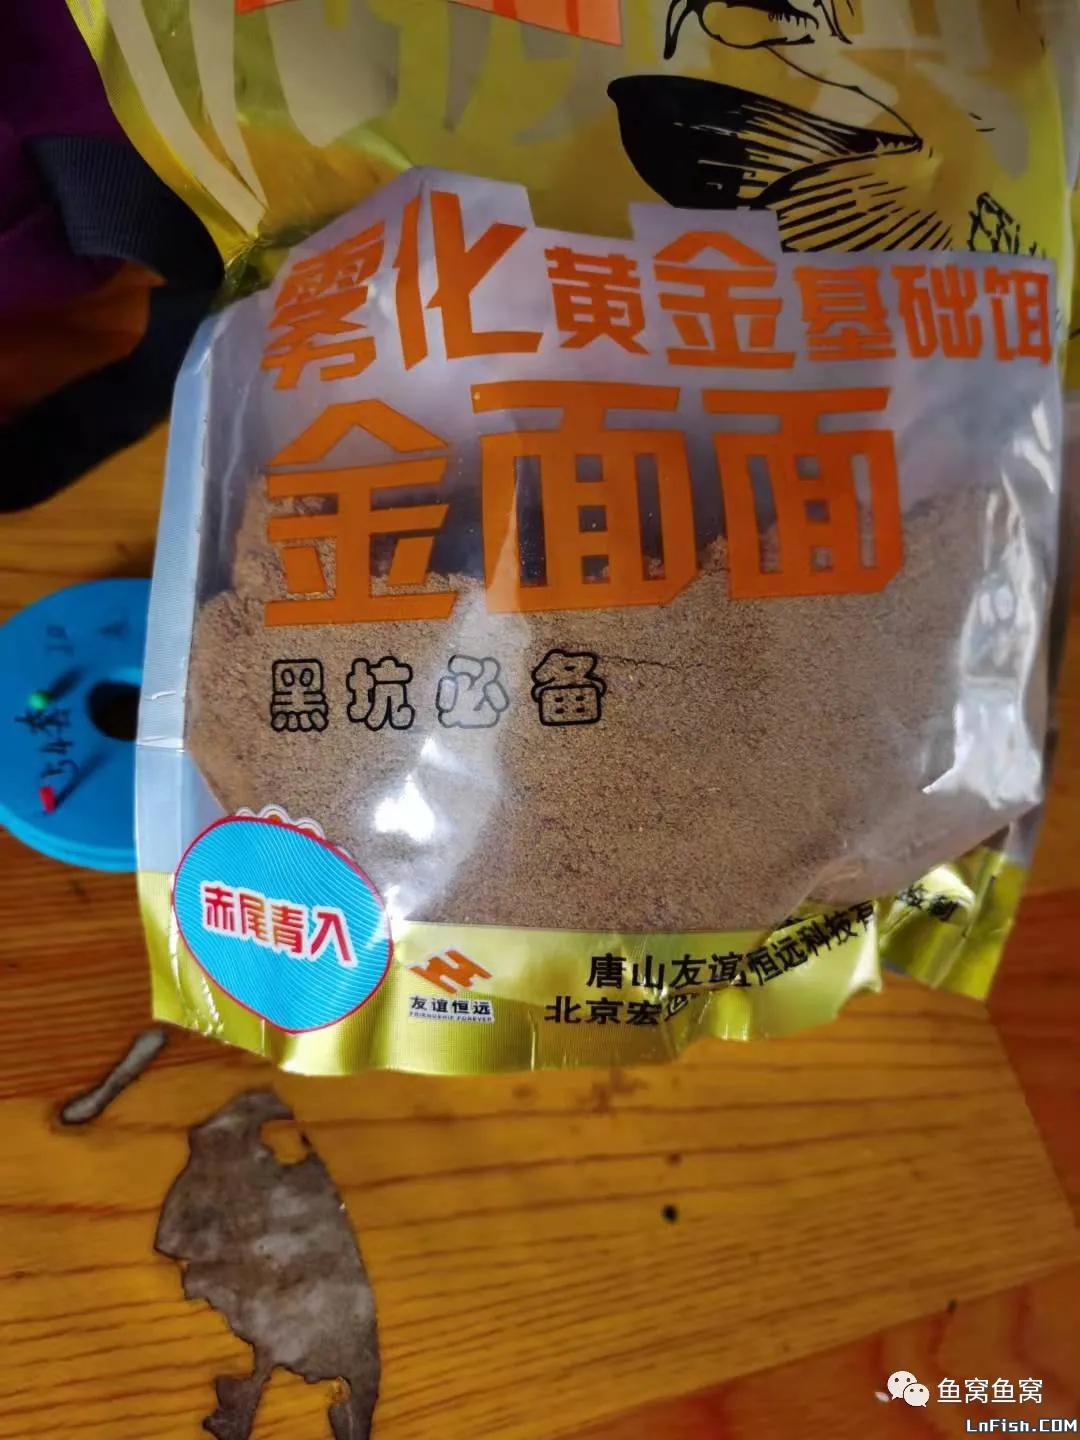 雾化黄金基础饵
金面面
黑坑必备
赤尾青入
友谊恒远
FRIENDSHIP FOREVER
唐山友谊恒远科技有
北京宏
鱼窝鱼窝
LnFish.COM